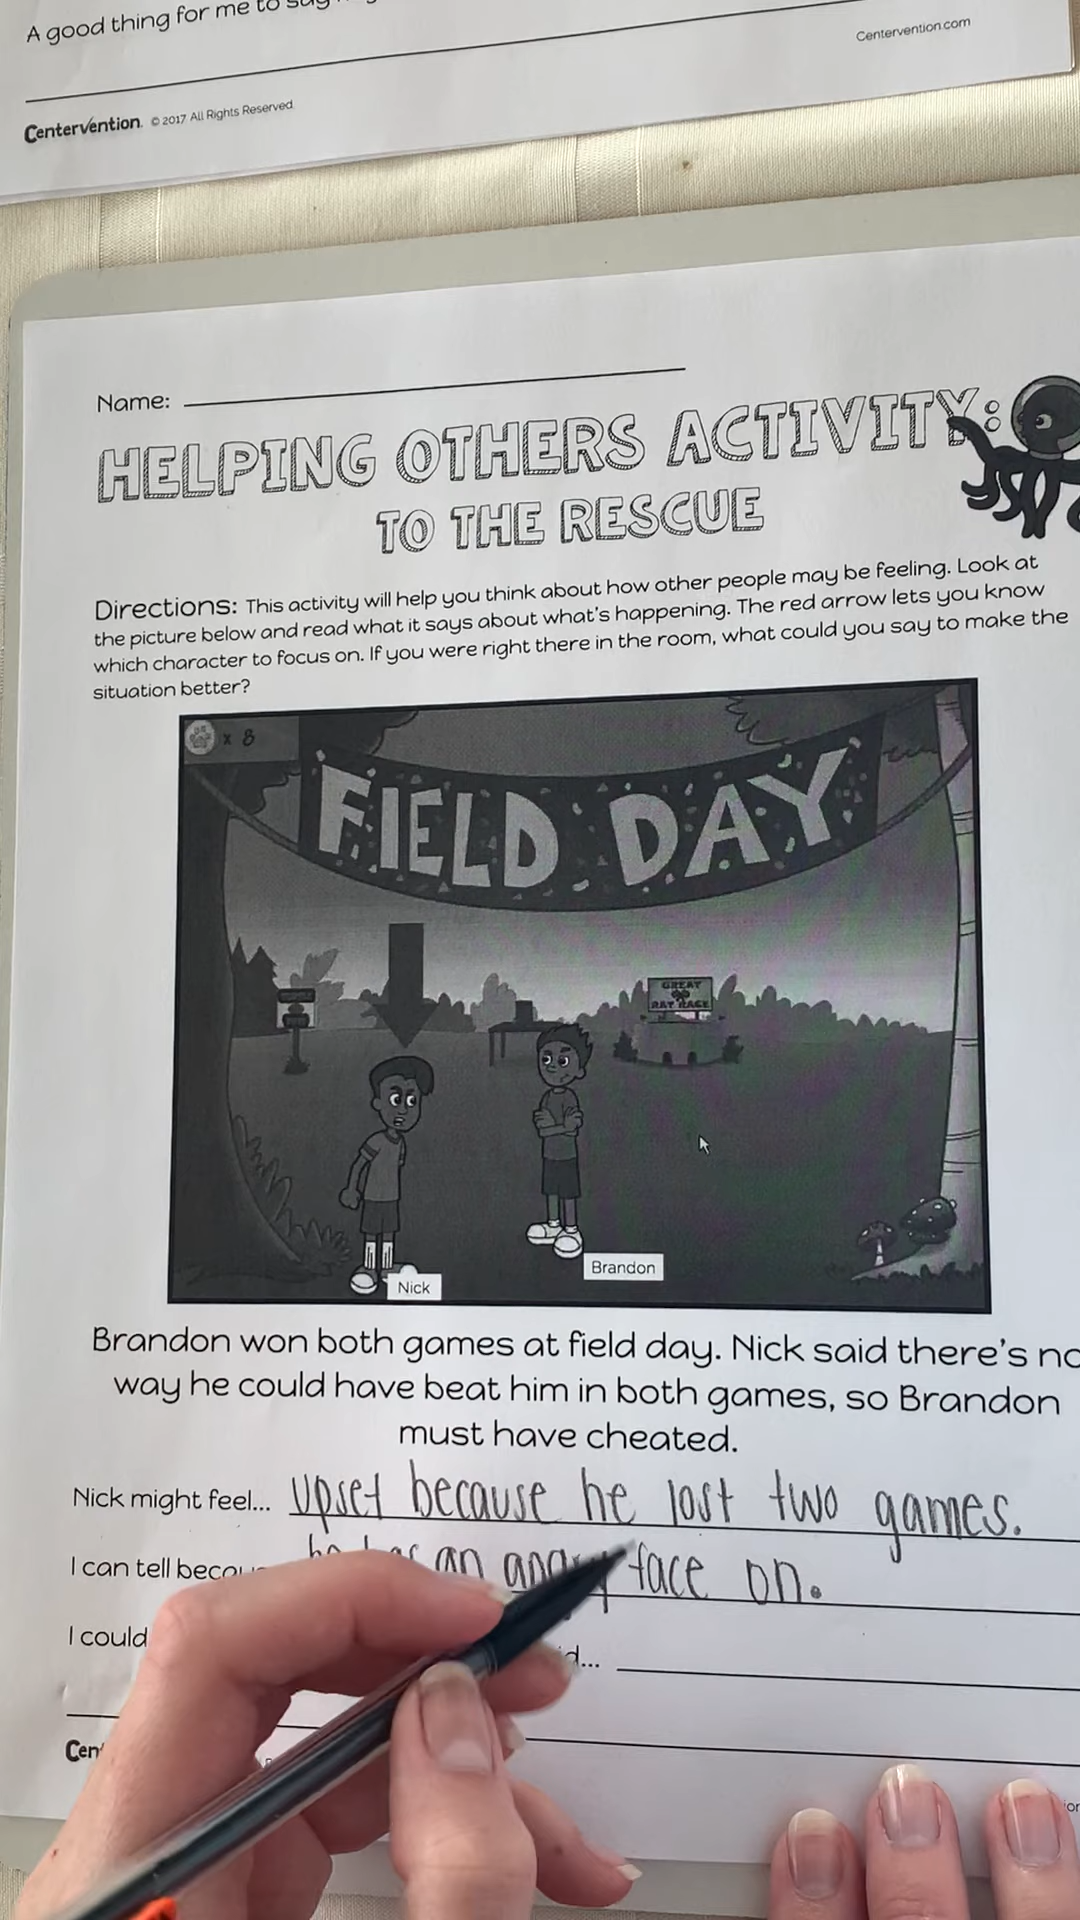 A good thing for me to say
Centervention.com
Centervention. © 2017 All Rights Reserved.
Name:
HELPING OTHERS ACTIVITY:
TO THE RESCUE
Directions: This activity will help you think about how other people may be feeling. Look at
the picture below and read what it says about what's happening. The red arrow lets you know
which character to focus on. If you were right there in the room, what could you say to make the
situation better?
x 8
FIELD DAY
GREAT
RAT RACE
Brandon
Nick
Brandon won both games at field day. Nick said there's no
way he could have beat him in both games, so Brandon
must have cheated.
Nick might feel... upset because he lost two games.
I can tell an angry face on.
I could